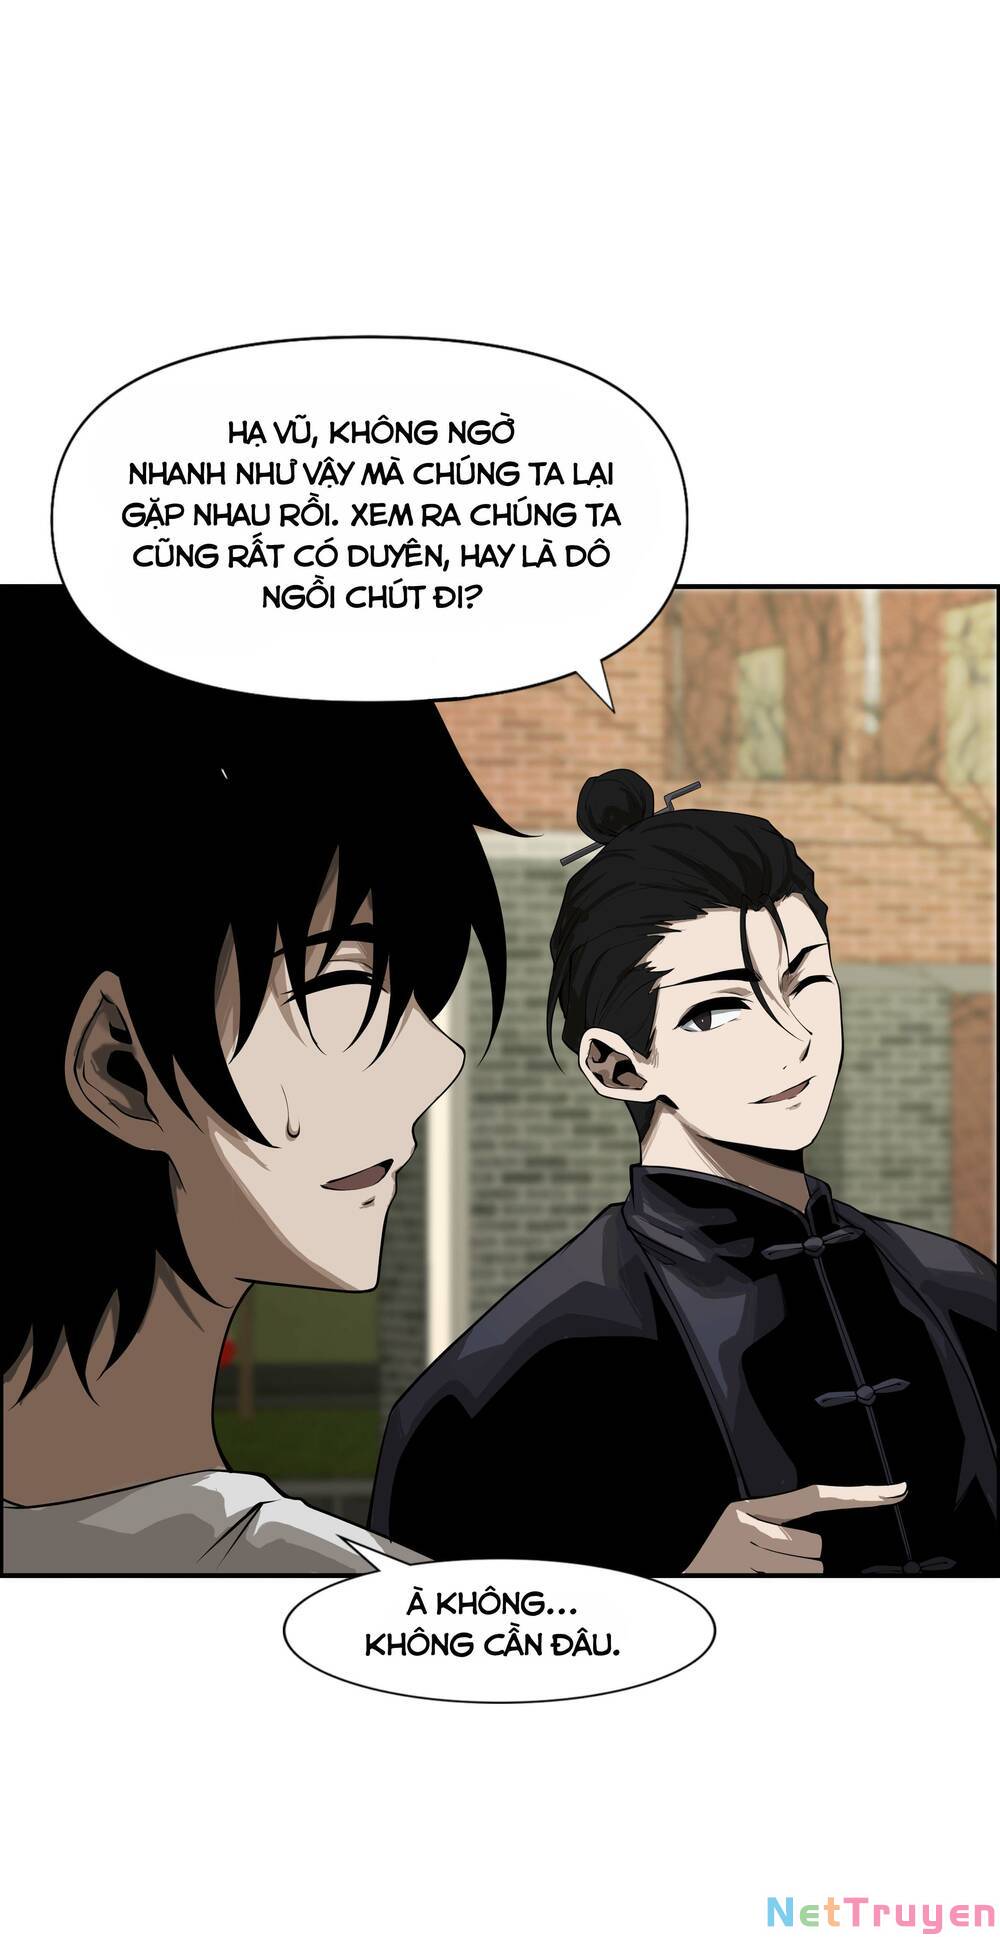 HẠ VŨ, KHÔNG NGỜ
NHANH NHƯ VẬY MÀ CHÚNG TA LẠI
GẶP NHAU RỒI. XEM RA CHÚNG TA
CŨNG RẤT CÓ DUYÊN, HAY LÀ DÔ
NGỒI CHÚT ĐI?
À KHÔNG...
KHÔNG CẦN ĐÂU.
NetTruyen